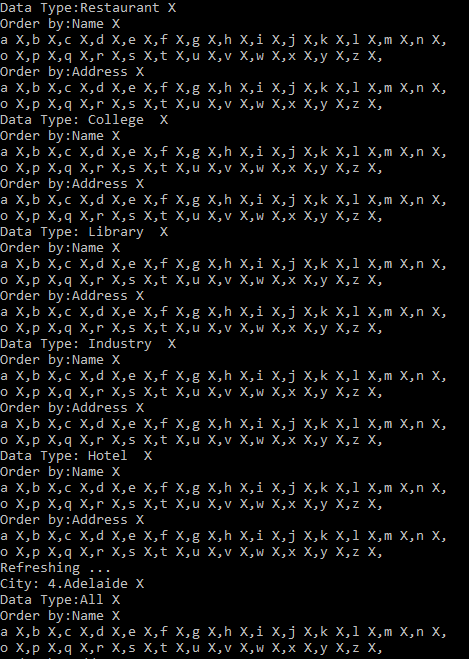 Data Type:Restaurant X
Order by:Name X
a X,b X,c X,d X,e X,f X,g X,h X,i X,j X,k X,l X,m X,n X,
o X,p X,q X,r X,s X,t X,u X,v X,w X,x X,y X,z X,
Order by:Address X
a X,b X,c X,d X,e X,f X,g X,h X,i X,j X,k X,l X,m X,n X,
o X,p X,q X,r X,s X,t X,u X,v X,w X,x X,y X,z X,
Data Type: College  X
Order by:Name X
a X,b X,c X,d X,e X,f X,g X,h X,i X,j X,k X,l X,m X,n X,
o X,p X,q X,r X,s X,t X,u X,v X,w X,x X,y X,z X,
Order by:Address X
a X,b X,c X,d X,e X,f X,g X,h X,i X,j X,k X,l X,m X,n X,
o X,p X,q X,r X,s X,t X,u X,v X,w X,x X,y X,z X,
Data Type: Library  X
Order by:Name X
a X,b X,c X,d X,e X,f X,g X,h X,i X,j X,k X,l X,m X,n X,
o X,p X,q X,r X,s X,t X,u X,v X,w X,x X,y X,z X,
Order by:Address X
a X,b X,c X,d X,e X,f X,g X,h X,i X,j X,k X,l X,m X,n X,
o X,p X,q X,r X,s X,t X,u X,v X,w X,x X,y X,z X,
Data Type: Industry  X
Order by:Name X
a X,b X,c X,d X,e X,f X,g X,h X,i X,j X,k X,l X,m X,n X,
o X,p X,q X,r X,s X,t X,u X,v X,w X,x X,y X,z X,
Order by:Address X
a X,b X,c X,d X,e X,f X,g X,h X,i X,j X,k X,l X,m X,n X,
o X,p X,q X,r X,s X,t X,u X,v X,w X,x X,y X,z X,
Data Type: Hotel  X
Order by:Name X
a X,b X,c X,d X,e X,f X,g X,h X,i X,j X,k X,l X,m X,n X,
o X,p X,q X,r X,s X,t X,u X,v X,w X,x X,y X,z X,
Order by:Address X
a X,b X,c X,d X,e X,f X,g X,h X,i X,j X,k X,l X,m X,n X,
o X,p X,q X,r X,s X,t X,u X,v X,w X,x X,y X,z X,
Refreshing ...
City: 4.Adelaide X
Data Type:All X
Order by:Name X
a X,b X,c X,d X,e X,f X,g X,h X,i X,j X,k X,l X,m X,n X,
o X,p X,q X,r X,s X,t X,u X,v X,w X,x X,y X,z X,